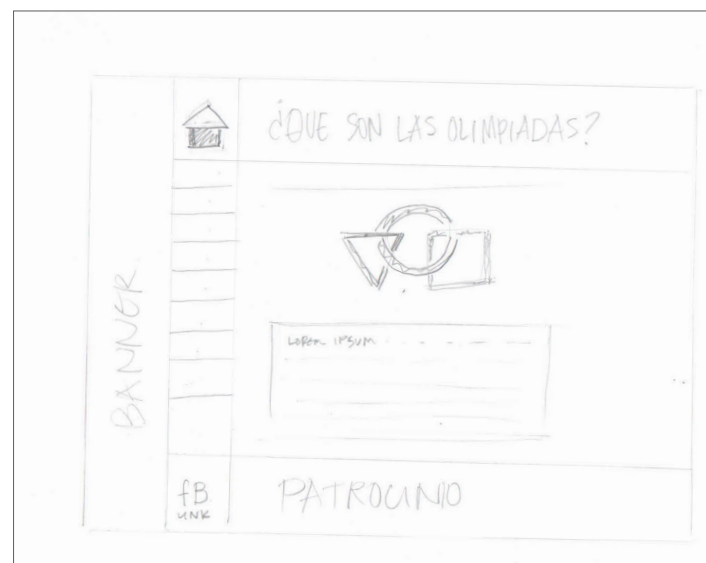 ¿QUE SON LAS OLIMPIADAS?
BANNER
LOREM IPSUM
fB
LINK
PATROCINIO